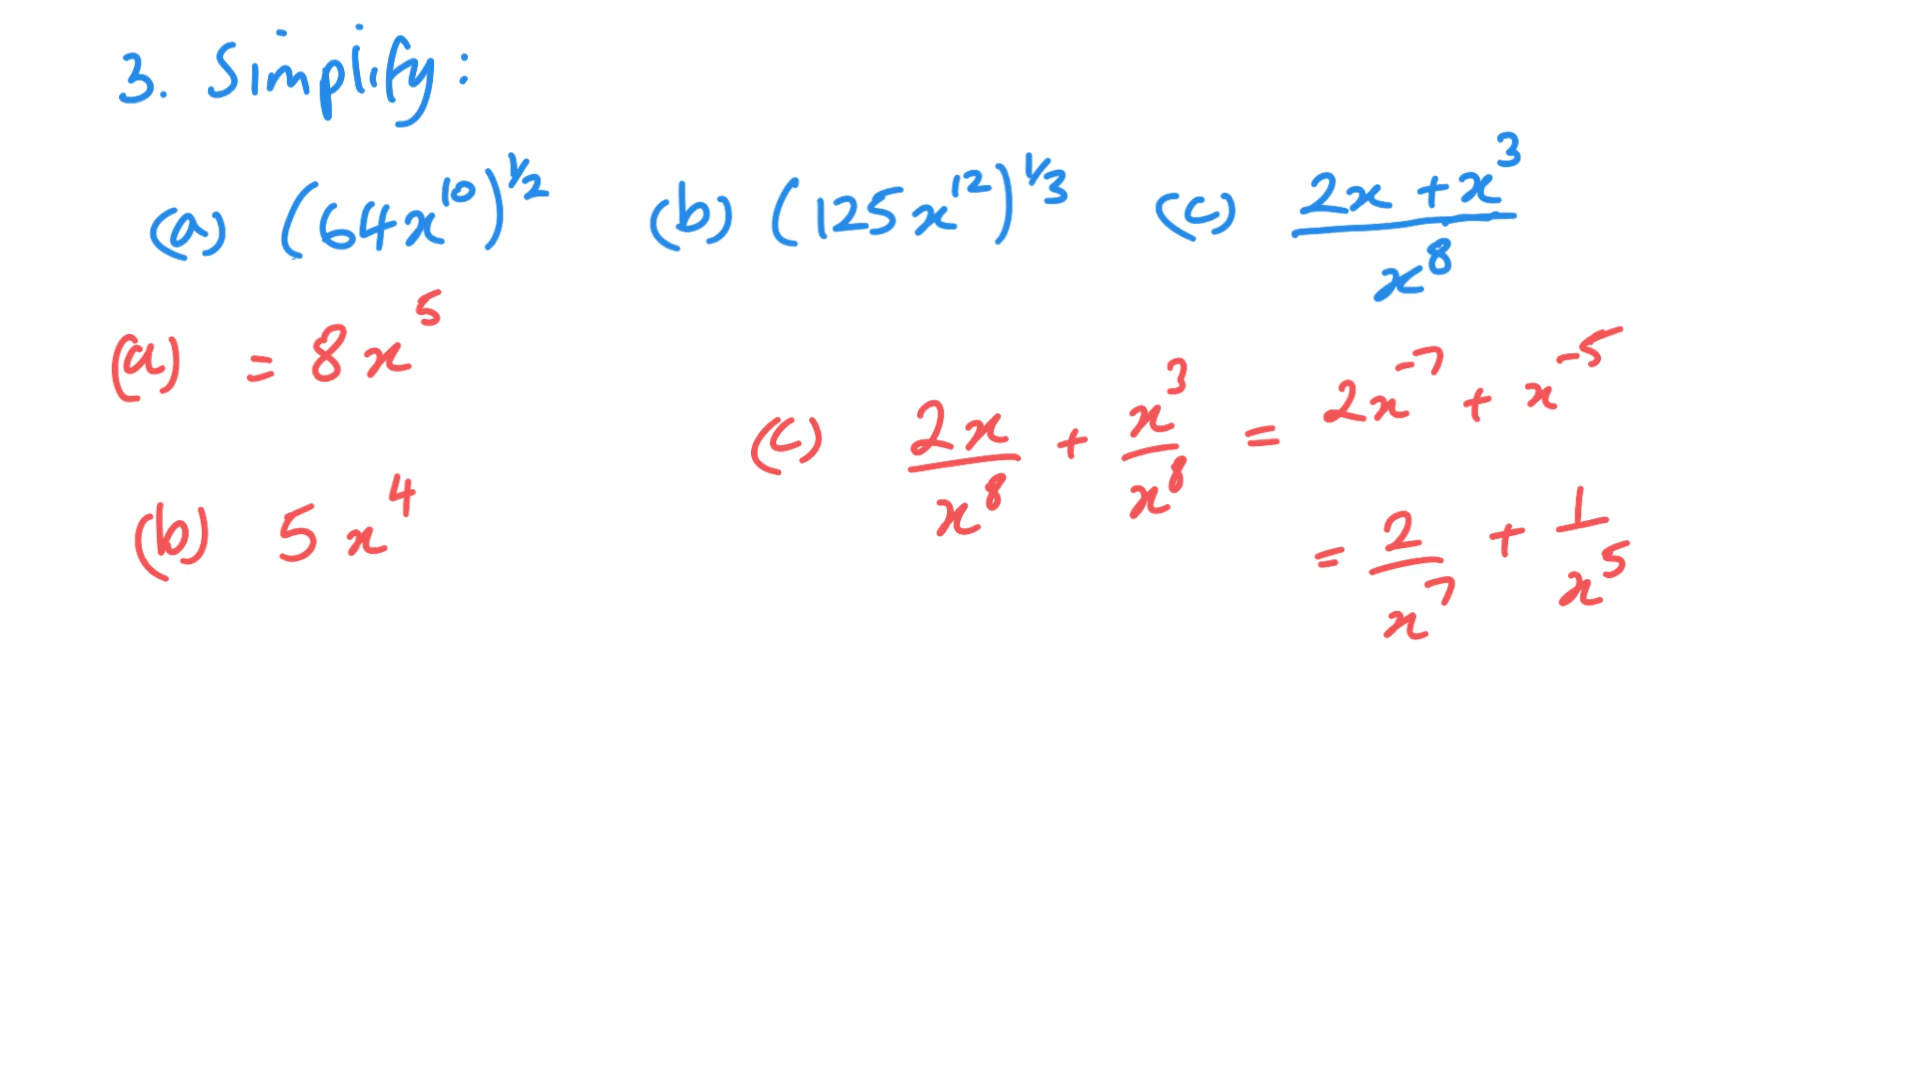 3. Simplify:
(a) (64x^10)^1/2 (b) (125x^12)^1/3 (c) (2x + x^3)/x^8
(a) = 8x^5
(c) 2x/x^8 + x^3/x^8 = 2x^-7 + x^-5
(b) 5x^4
= 2/x^7 + 1/x^5